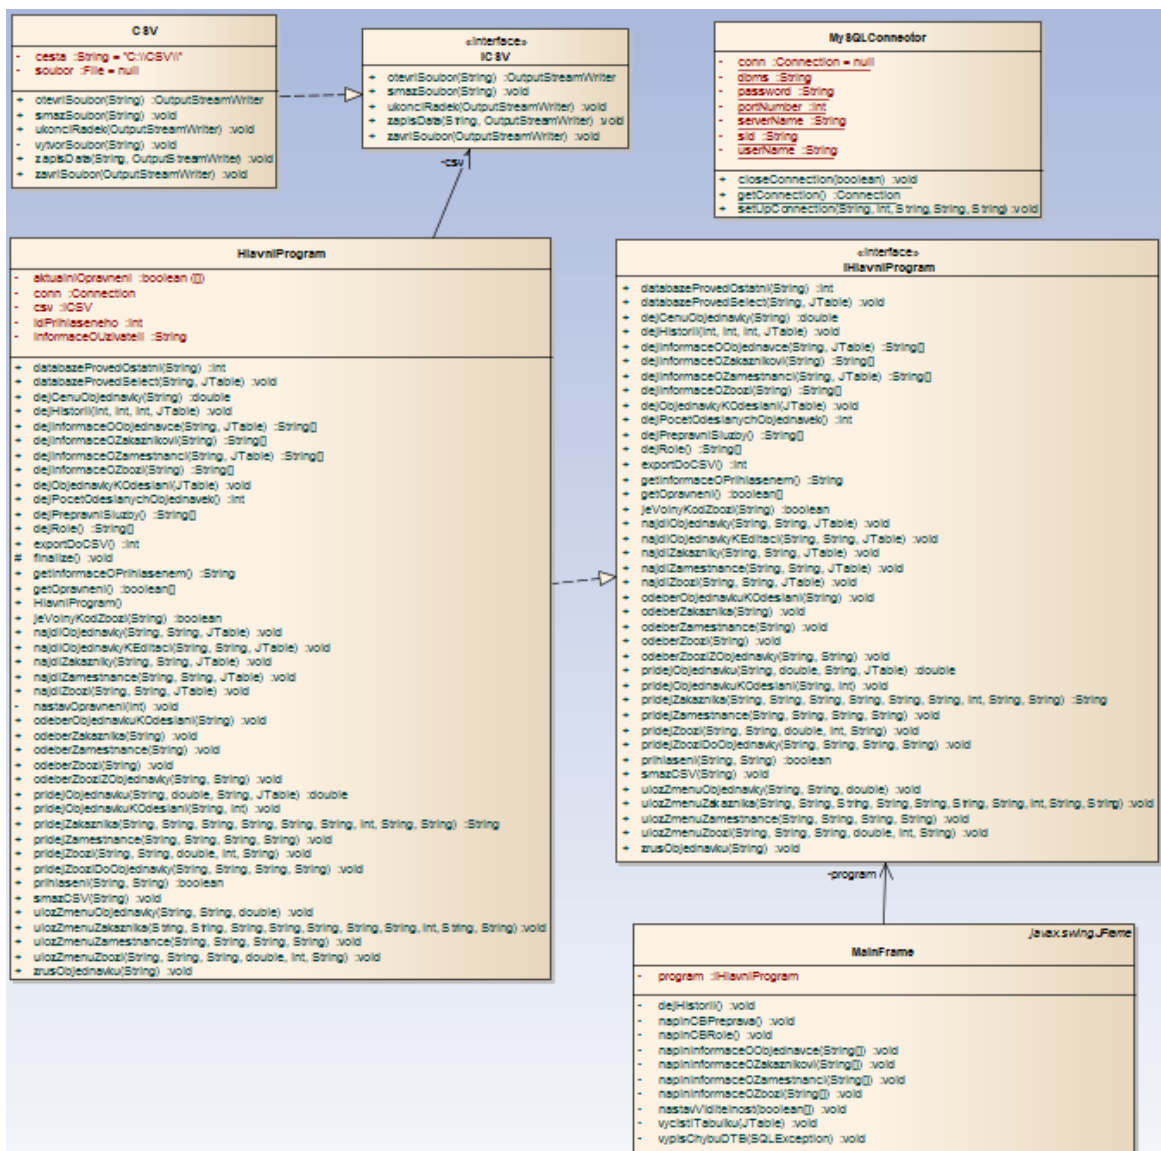 CSV
- cesta :String = "C:\\CSV\\"
- soubor :File = null
+ otevriSoubor(String) :OutputStreamWriter
+ smazSoubor(String) :void
+ ukonciRadek(OutputStreamWriter) :void
- vytvorSoubor(String) :void
+ zapisData(String, OutputStreamWriter) :void
+ zavriSoubor(OutputStreamWriter) :void
«interface»
ICSV
+ otevriSoubor(String) :OutputStreamWriter
+ smazSoubor(String) :void
+ ukonciRadek(OutputStreamWriter) :void
+ zapisData(String, OutputStreamWriter) :void
+ zavriSoubor(OutputStreamWriter) :void
-csv
MySQLConnector
- conn :Connection = null
- dbms :String
- password :String
- portNumber :int
- serverName :String
- sid :String
- userName :String
+ closeConnection(boolean) :void
+ getConnection() :Connection
+ setUpConnection(String, int, String, String, String) :void
HlavniProgram
- aktualniOpravneni :boolean ([])
- conn :Connection
- csv :ICSV
- idPrihlaseneho :int
- informaceOUzivateli :String
+ databazeProvedOstatni(String) :int
+ databazeProvedSelect(String, JTable) :void
+ dejCenuObjednavky(String) :double
+ dejHistorii(int, int, int, JTable) :void
+ dejInformaceOObjednavce(String, JTable) :String[]
+ dejInformaceOZakaznikovi(String) :String[]
+ dejInformaceOZamestnanci(String, JTable) :String[]
+ dejInformaceOZbozi(String) :String[]
+ dejObjednavkyKOdeslani(JTable) :void
+ dejPocetOdeslanychObjednavek() :int
+ dejPrepravniSluzby() :String[]
+ dejRole() :String[]
+ exportDoCSV() :int
# finalize() :void
+ getInformaceOPrihlasenem() :String
+ getOpravneni() :boolean[]
+ HlavniProgram()
+ jeVolnyKodZbozi(String) :boolean
+ najdiObjednavky(String, String, JTable) :void
+ najdiObjednavkyKEditaci(String, String, JTable) :void
+ najdiZakazniky(String, String, JTable) :void
+ najdiZamestnance(String, String, JTable) :void
+ najdiZbozi(String, String, JTable) :void
- nastavOpravneni(int) :void
+ odeberObjednavkuKOdeslani(String) :void
+ odeberZakaznika(String) :void
+ odeberZamestnance(String) :void
+ odeberZbozi(String) :void
+ odeberZboziZObjednavky(String, String) :void
+ pridejObjednavku(String, double, String, JTable) :double
+ pridejObjednavkuKOdeslani(String, int) :void
+ pridejZakaznika(String, String, String, String, String, String, int, String, String) :String
+ pridejZamestnance(String, String, String, String) :void
+ pridejZbozi(String, String, double, int, String) :void
+ pridejZboziDoObjednavky(String, String, String, String) :void
+ prihlaseni(String, String) :boolean
+ smazCSV(String) :void
+ ulozZmenuObjednavky(String, String, double) :void
+ ulozZmenuZakaznika(String, String, String, String, String, String, String, int, String, String) :void
+ ulozZmenuZamestnance(String, String, String, String) :void
+ ulozZmenuZbozi(String, String, String, double, int, String) :void
+ zrusObjednavku(String) :void
«interface»
IHlavniProgram
+ databazeProvedOstatni(String) :int
+ databazeProvedSelect(String, JTable) :void
+ dejCenuObjednavky(String) :double
+ dejHistorii(int, int, int, JTable) :void
+ dejInformaceOObjednavce(String, JTable) :String[]
+ dejInformaceOZakaznikovi(String) :String[]
+ dejInformaceOZamestnanci(String, JTable) :String[]
+ dejInformaceOZbozi(String) :String[]
+ dejObjednavkyKOdeslani(JTable) :void
+ dejPocetOdeslanychObjednavek() :int
+ dejPrepravniSluzby() :String[]
+ dejRole() :String[]
+ exportDoCSV() :int
+ getInformaceOPrihlasenem() :String
+ getOpravneni() :boolean[]
+ jeVolnyKodZbozi(String) :boolean
+ najdiObjednavky(String, String, JTable) :void
+ najdiObjednavkyKEditaci(String, String, JTable) :void
+ najdiZakazniky(String, String, JTable) :void
+ najdiZamestnance(String, String, JTable) :void
+ najdiZbozi(String, String, JTable) :void
+ odeberObjednavkuKOdeslani(String) :void
+ odeberZakaznika(String) :void
+ odeberZamestnance(String) :void
+ odeberZbozi(String) :void
+ odeberZboziZObjednavky(String, String) :void
+ pridejObjednavku(String, double, String, JTable) :double
+ pridejObjednavkuKOdeslani(String, int) :void
+ pridejZakaznika(String, String, String, String, String, String, int, String, String) :String
+ pridejZamestnance(String, String, String, String) :void
+ pridejZbozi(String, String, double, int, String) :void
+ pridejZboziDoObjednavky(String, String, String, String) :void
+ prihlaseni(String, String) :boolean
+ smazCSV(String) :void
+ ulozZmenuObjednavky(String, String, double) :void
+ ulozZmenuZakaznika(String, String, String, String, String, String, String, int, String, String) :void
+ ulozZmenuZamestnance(String, String, String, String) :void
+ ulozZmenuZbozi(String, String, String, double, int, String) :void
+ zrusObjednavku(String) :void
-program
javax.swing.JFrame
MainFrame
- program :IHlavniProgram
- dejHistorii() :void
- naplnCBPreprava() :void
- naplnCBRole() :void
- naplnInformaceOObjednavce(String[]) :void
- naplnInformaceOZakaznikovi(String[]) :void
- naplnInformaceOZamestnanci(String[]) :void
- naplnInformaceOZbozi(String[]) :void
- nastavViditelnost(boolean[]) :void
- vycistiTabulku(JTable) :void
- vypisChybuDTB(SQLException) :void